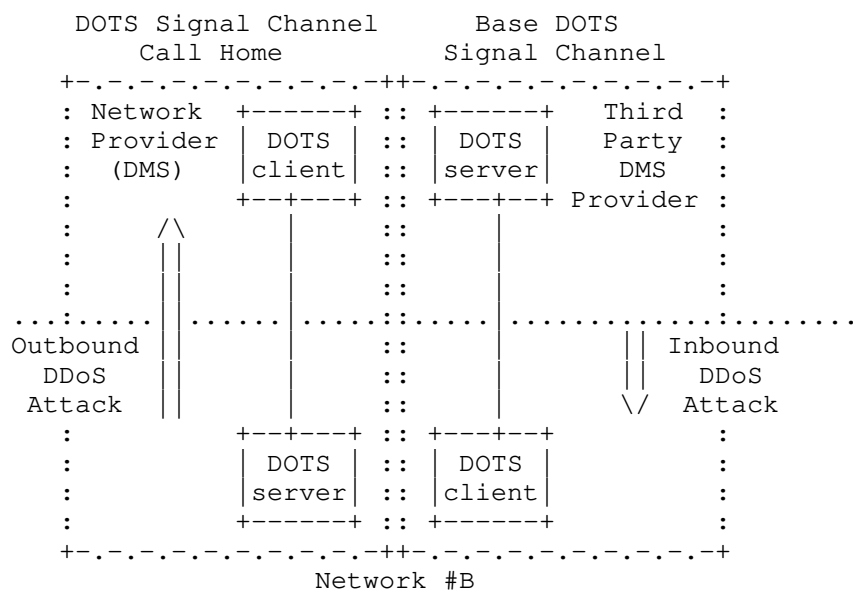 DOTS Signal Channel Base DOTS
Call Home Signal Channel
Network Third
Provider DOTS DOTS Party
(DMS) client server DMS
Provider
Outbound Inbound
DDoS DDoS
Attack Attack
DOTS DOTS
server client
Network #B